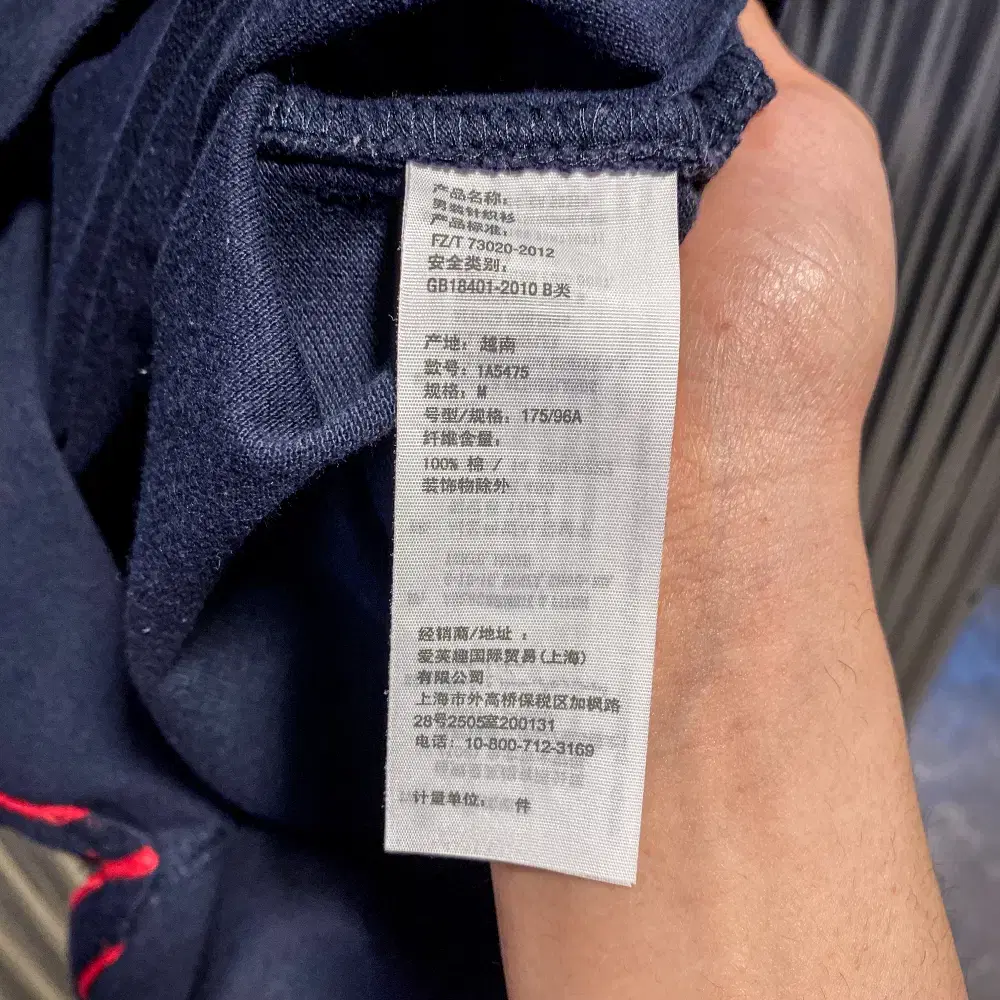 产品名称：
男装针织衫
产品标准：
FZ/T 73020-2012
安全类别：
GB18401-2010 B类
产地：越南
款号：1A5475
规格：M
号型/规格：175/96A
纤维含量：
100% 棉 /
装饰物除外
经销商/地址：
爱芙趣国际贸易(上海)
有限公司
上海市外高桥保税区加枫路
28号2505室200131
电话：10-800-712-3169
计量单位： 件